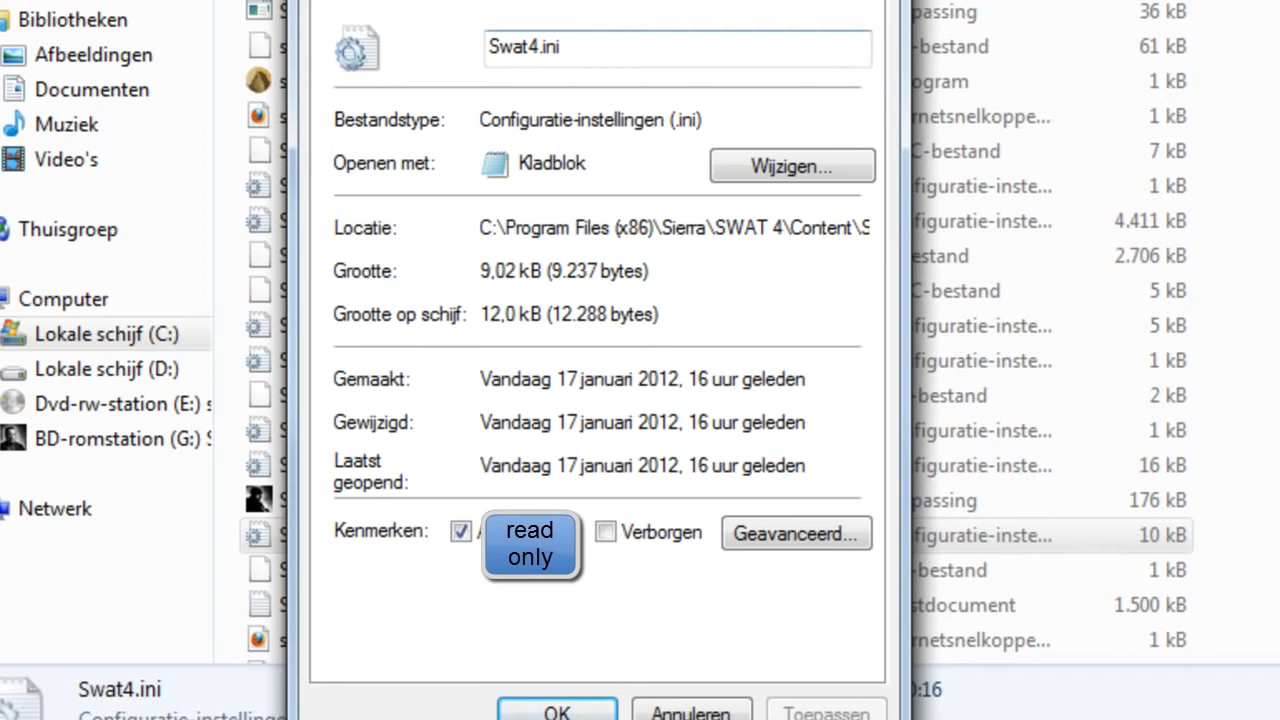 Bibliotheken
Afbeeldingen
Documenten
Muziek
Video's
Thuisgroep
Computer
Lokale schijf (C:)
Lokale schijf (D:)
Dvd-rw-station (E:) s
BD-romstation (G:) S
Netwerk
Swat4.ini
Bestandstype: Configuratie-instellingen (.ini)
Openen met: Kladblok Wijzigen...
Locatie: C:\Program Files (x86)\Sierra\SWAT 4\Content\S
Grootte: 9,02 kB (9.237 bytes)
Grootte op schijf: 12,0 kB (12.288 bytes)
Gemaakt: Vandaag 17 januari 2012, 16 uur geleden
Gewijzigd: Vandaag 17 januari 2012, 16 uur geleden
Laatst
geopend: Vandaag 17 januari 2012, 16 uur geleden
Kenmerken: Verborgen Geavanceerd...
read
only
OK Annuleren Toepassen
passing 36 kB
-bestand 61 kB
ogram 1 kB
rnetsnelkoppe... 1 kB
C-bestand 7 kB
figuratie-inste... 1 kB
figuratie-inste... 4.411 kB
estand 2.706 kB
C-bestand 5 kB
figuratie-inste... 5 kB
figuratie-inste... 1 kB
-bestand 2 kB
figuratie-inste... 1 kB
figuratie-inste... 16 kB
passing 176 kB
figuratie-inste... 10 kB
-bestand 1 kB
stdocument 1.500 kB
rnetsnelkoppe... 1 kB
Swat4.ini :16
Configuratie-instellinge